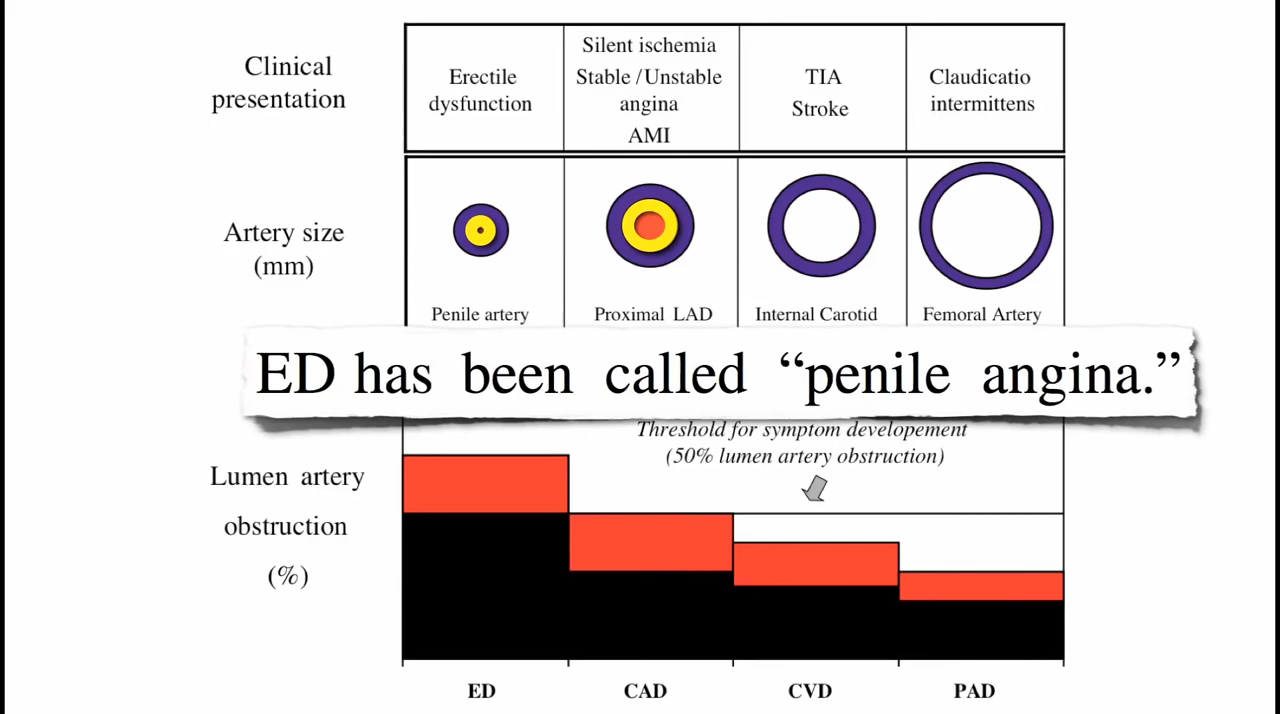 Clinical
presentation
Erectile
dysfunction
Silent ischemia
Stable / Unstable
angina
AMI
TIA
Stroke
Claudicatio
intermittens
Artery size
(mm)
Penile artery
Proximal LAD
Internal Carotid
Femoral Artery
ED has been called “penile angina.”
Threshold for symptom developement
(50% lumen artery obstruction)
Lumen artery
obstruction
(%)
ED
CAD
CVD
PAD